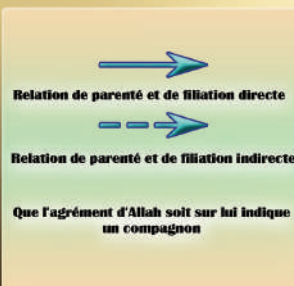 Relation de parenté et de filiation directe
Relation de parenté et de filiation indirecte
Que l'agrément d'Allah soit sur lui indique
un compagnon